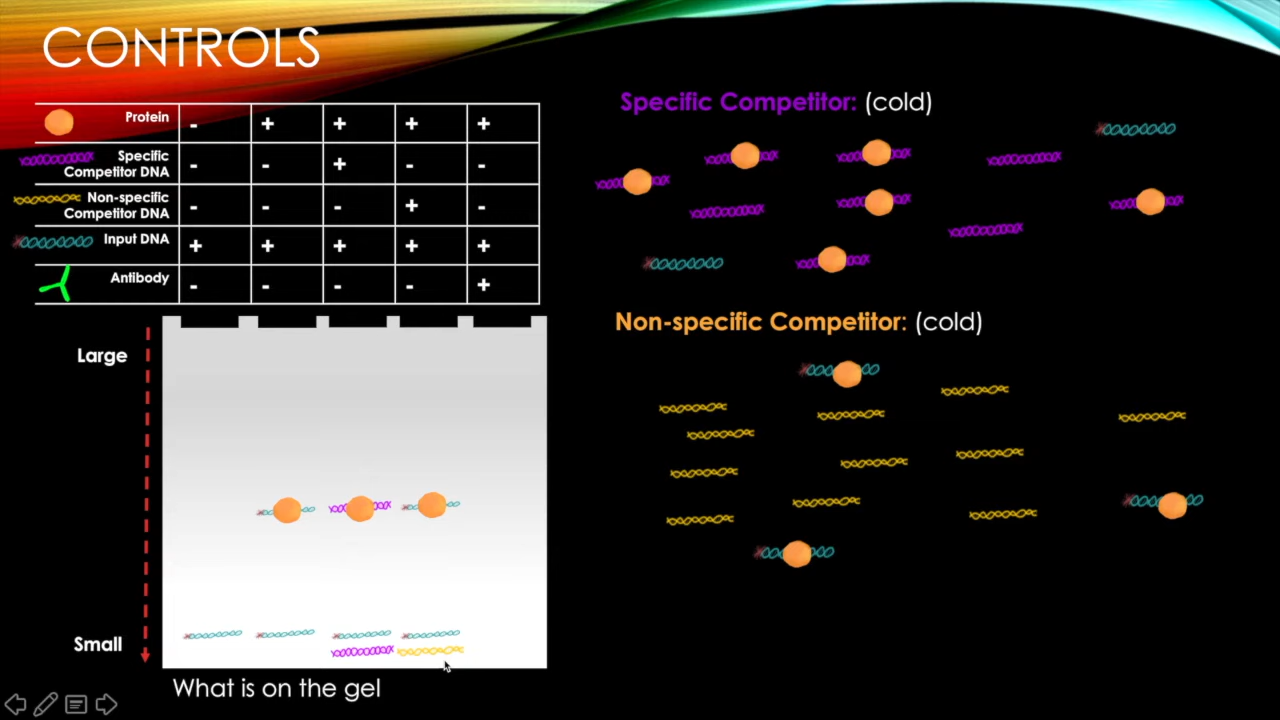 CONTROLS
Protein - + + + +
Specific
Competitor DNA - - + - -
Non-specific
Competitor DNA - - - + -
Input DNA + + + + +
Antibody - - - - +
Large
Small
What is on the gel
Specific Competitor: (cold)
Non-specific Competitor: (cold)